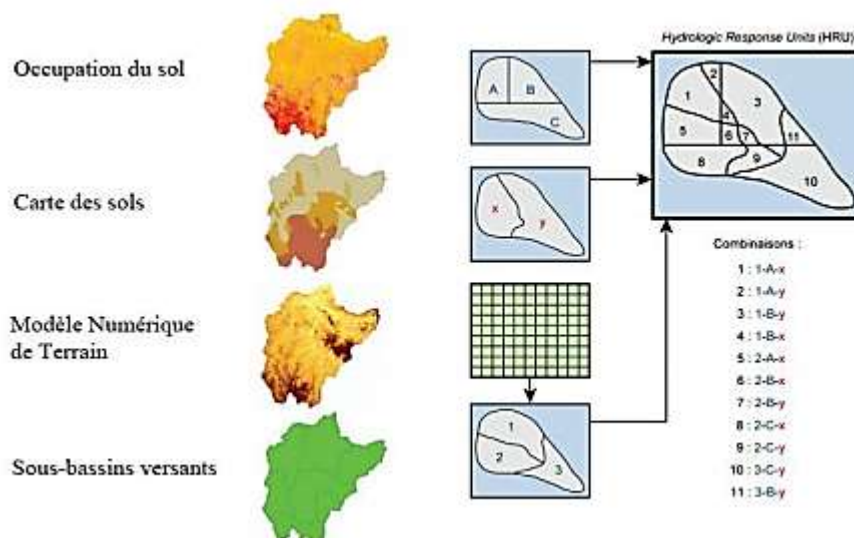 Occupation du sol
Carte des sols
Modèle Numérique
de Terrain
Sous-bassins versants
A
B
C
x
y
1
2
3
Hydrologic Response Units (HRU)
1
2
3
4
5
6
7
8
9
10
11
Combinaisons :
1 : 1-A-x
2 : 1-A-y
3 : 1-B-y
4 : 1-B-x
5 : 2-A-x
6 : 2-B-x
7 : 2-B-y
8 : 2-C-x
9 : 2-C-y
10 : 3-C-y
11 : 3-B-y